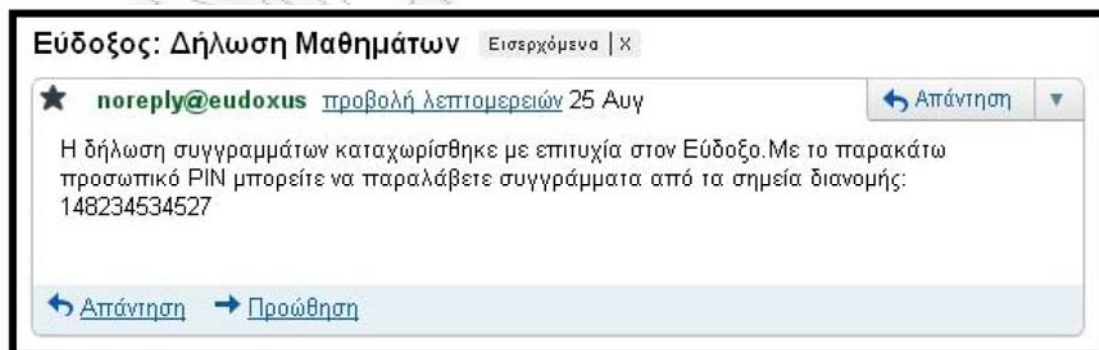 Εύδοξος: Δήλωση Μαθημάτων Εισερχόμενα | X
noreply@eudoxus προβολή λεπτομερειών 25 Αυγ Απάντηση
Η δήλωση συγγραμμάτων καταχωρίσθηκε με επιτυχία στον Εύδοξο.Με το παρακάτω
προσωπικό PIN μπορείτε να παραλάβετε συγγράμματα από τα σημεία διανομής:
148234534527
Απάντηση Προώθηση